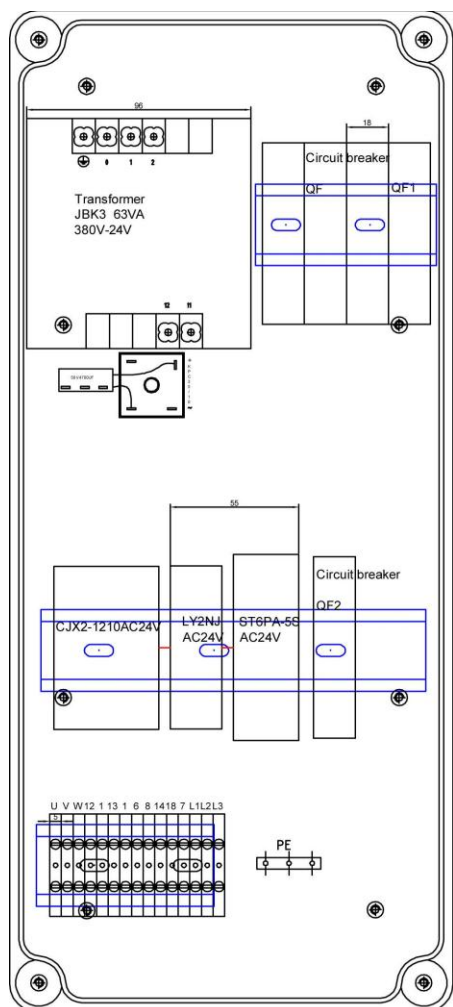 96
0 1 2
Transformer
JBK3 63VA
380V-24V
18
Circuit breaker
QF QF1
12 11
55
CJX2-1210AC24V
LY2NJ
AC24V
ST6PA-5S
AC24V
Circuit breaker
QF2
U V W 12 1 13 1 6 8 14 18 7 L1 L2 L3
5
PE